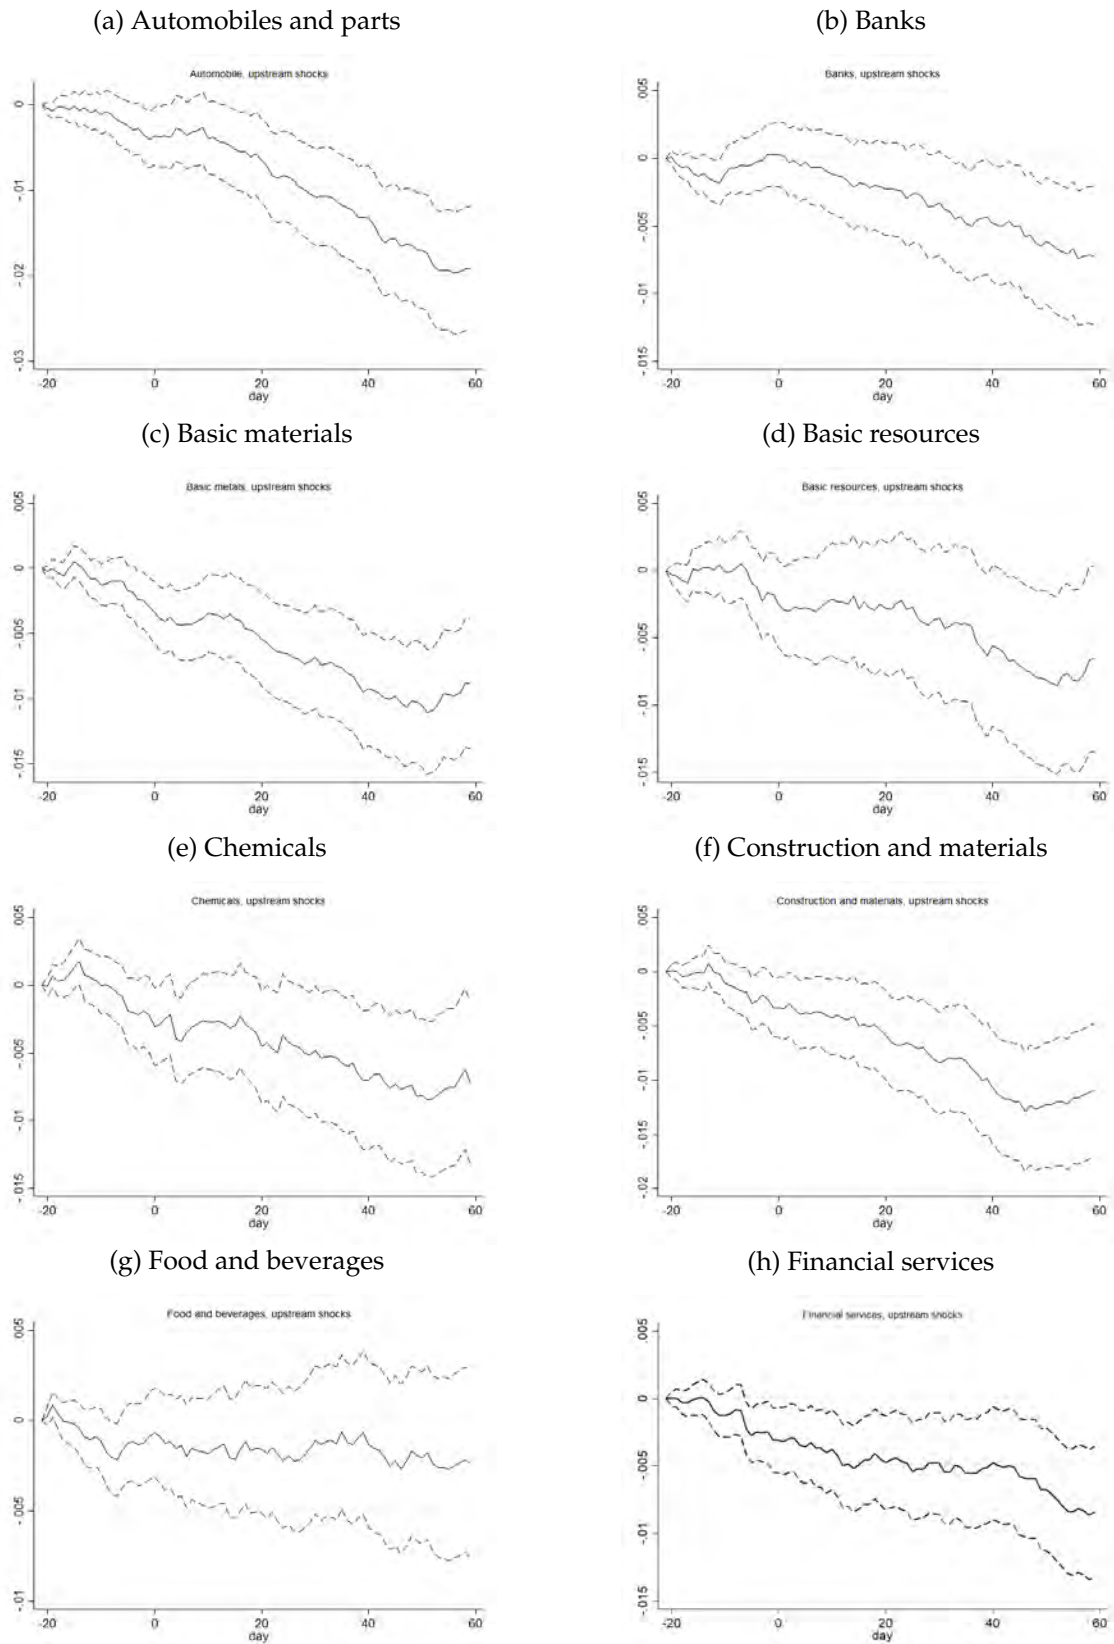 (a) Automobiles and parts
(b) Banks
Automobile, upstream shocks
0
-.01
-.02
-.03
-20 0 20 40 60
day
Banks, upstream shocks
.005
0
-.005
-.01
-.015
-20 0 20 40 60
day
(c) Basic materials
(d) Basic resources
Basic metals, upstream shocks
.005
0
-.005
-.01
-.015
-20 0 20 40 60
day
Basic resources, upstream shocks
.005
0
-.005
-.01
-.015
-20 0 20 40 60
day
(e) Chemicals
(f) Construction and materials
Chemicals, upstream shocks
.005
0
-.005
-.01
-.015
-20 0 20 40 60
day
Construction and materials, upstream shocks
.005
0
-.005
-.01
-.015
-.02
-20 0 20 40 60
day
(g) Food and beverages
(h) Financial services
Food and beverages, upstream shocks
.005
0
-.005
-.01
-20 0 20 40 60
day
Financial services, upstream shocks
.005
0
-.005
-.01
-.015
-20 0 20 40 60
day